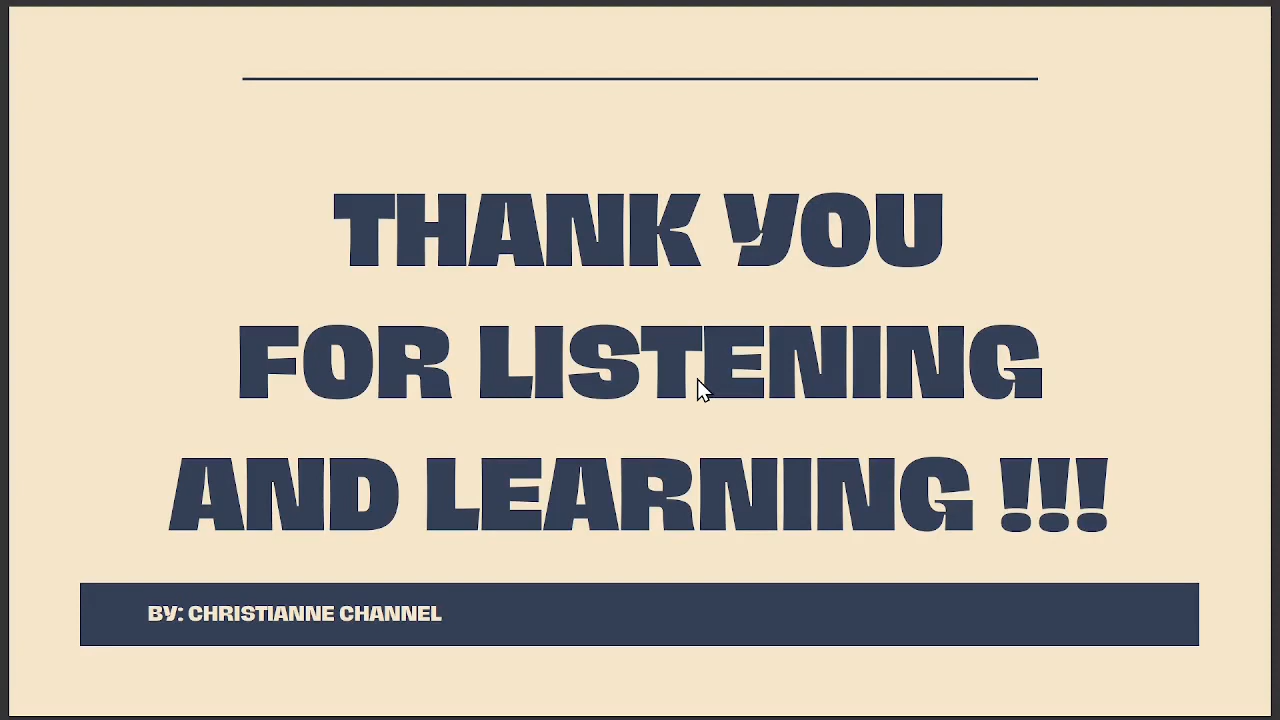 THANK YOU
FOR LISTENING
AND LEARNING !!!
BY: CHRISTIANNE CHANNEL